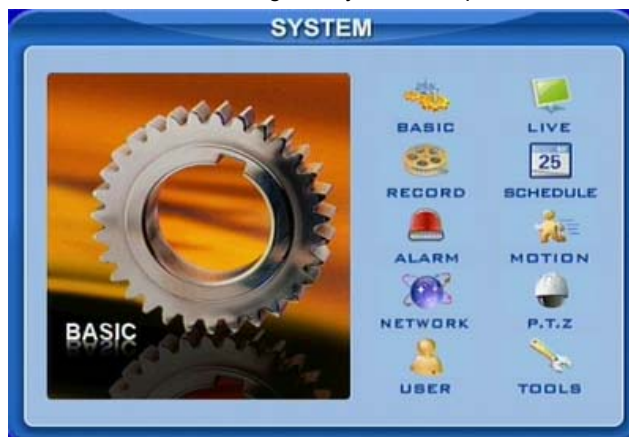 SYSTEM
BASIC LIVE
RECORD 25 SCHEDULE
ALARM MOTION
NETWORK P.T.Z
BASIC
USER TOOLS